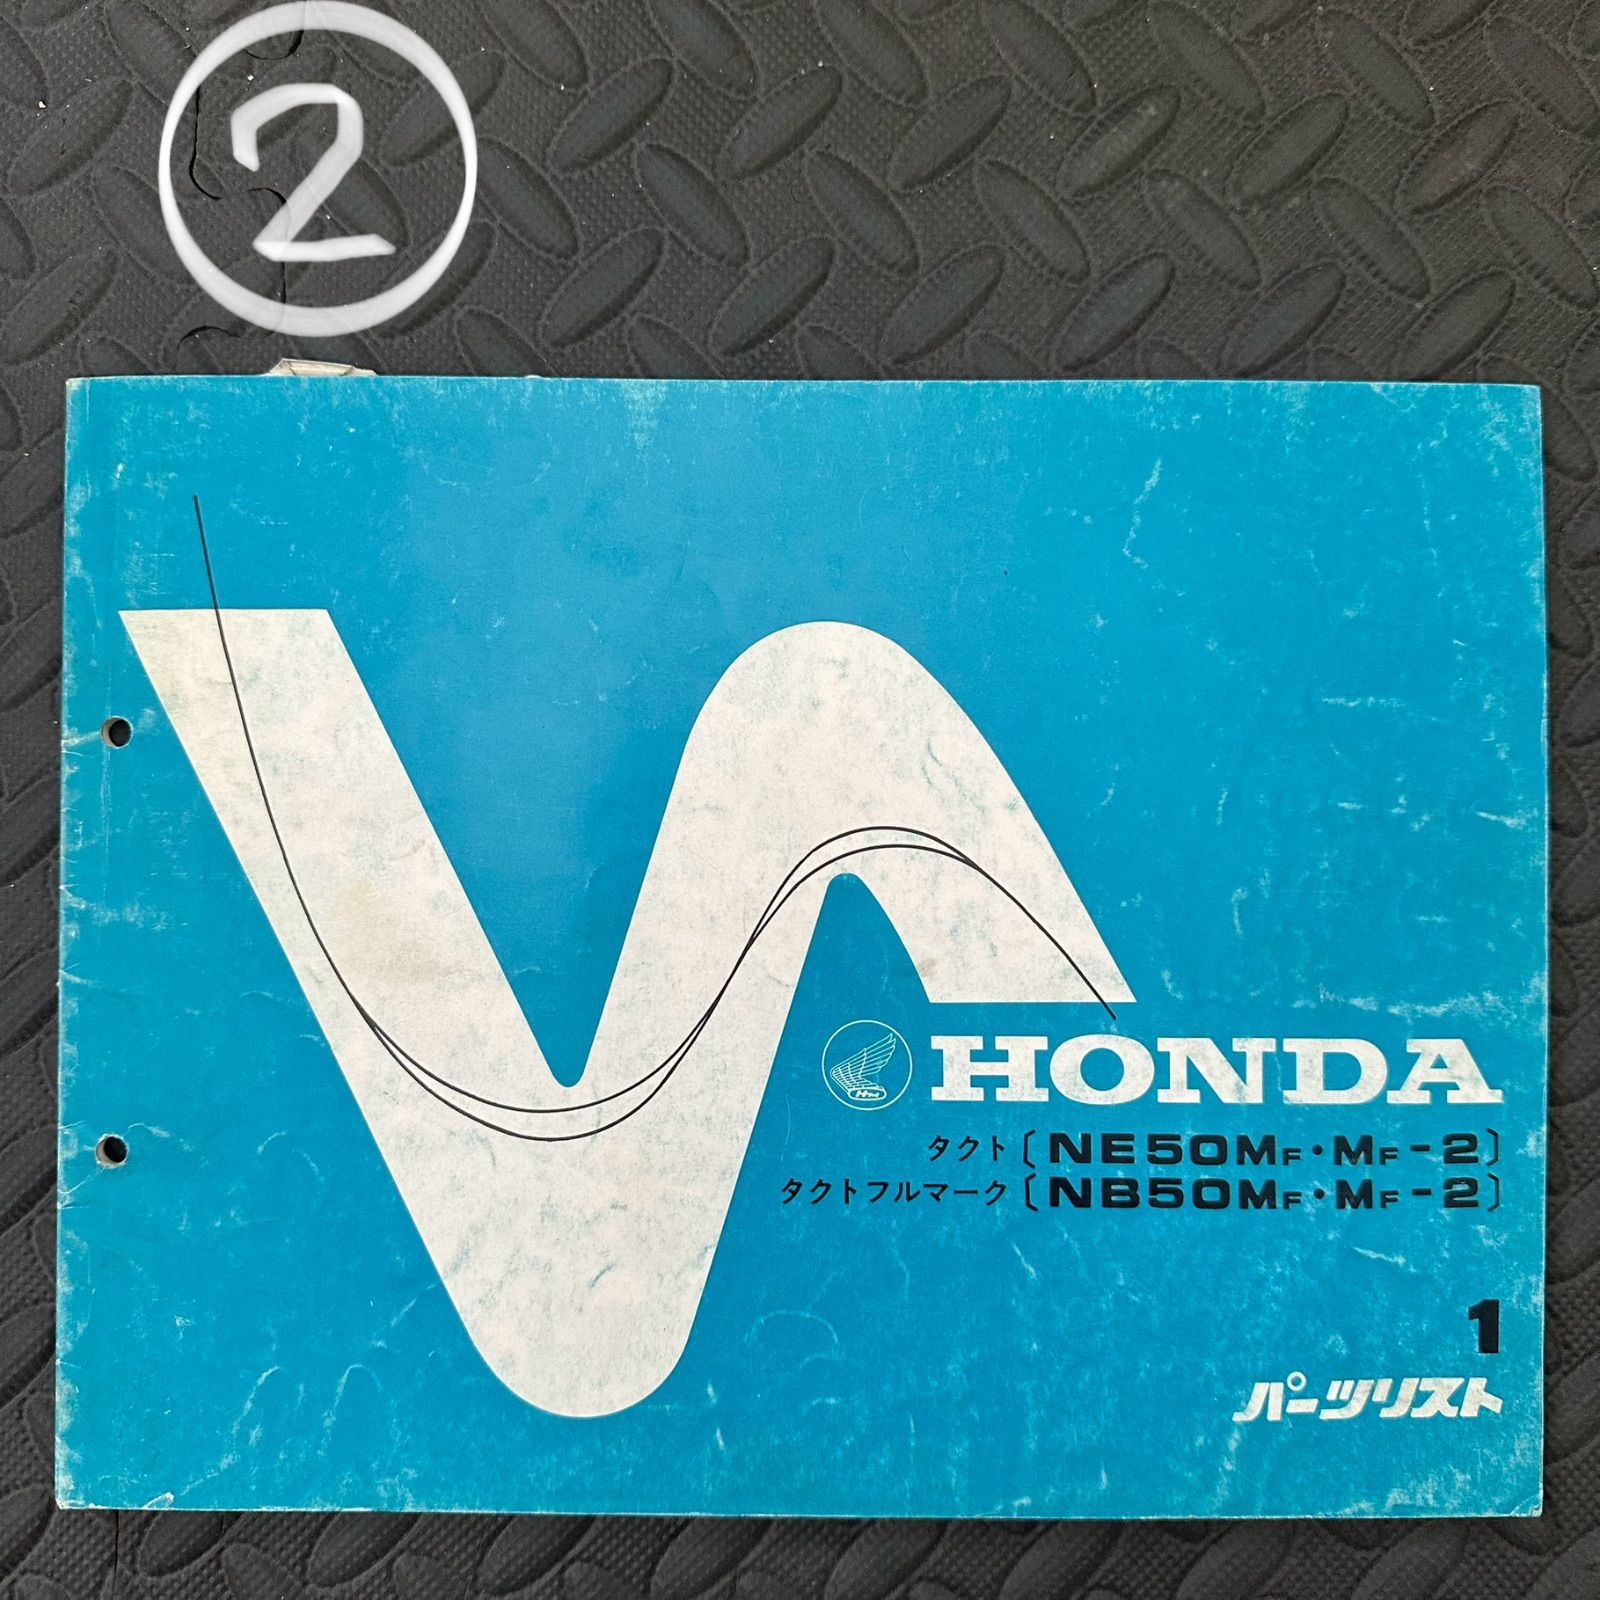 ②
HM
HONDA
タクト〔NE50MF・MF-2〕
タクトフルマーク〔NB50MF・MF-2〕
1
パーツリスト